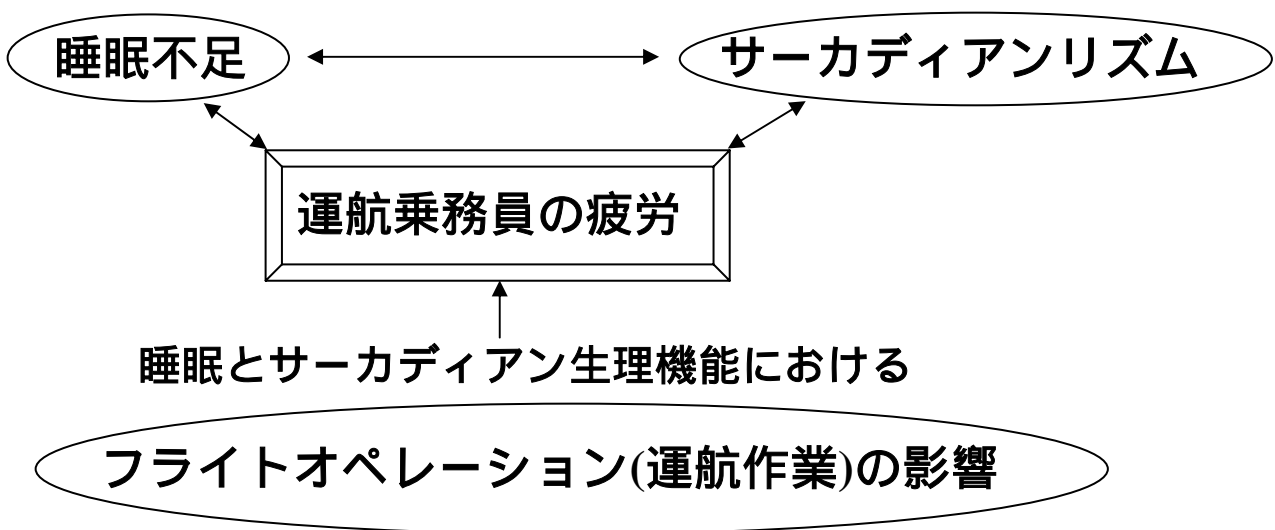 睡眠不足
サーカディアンリズム
運航乗務員の疲労
睡眠とサーカディアン生理機能における
フライトオペレーション(運航作業)の影響